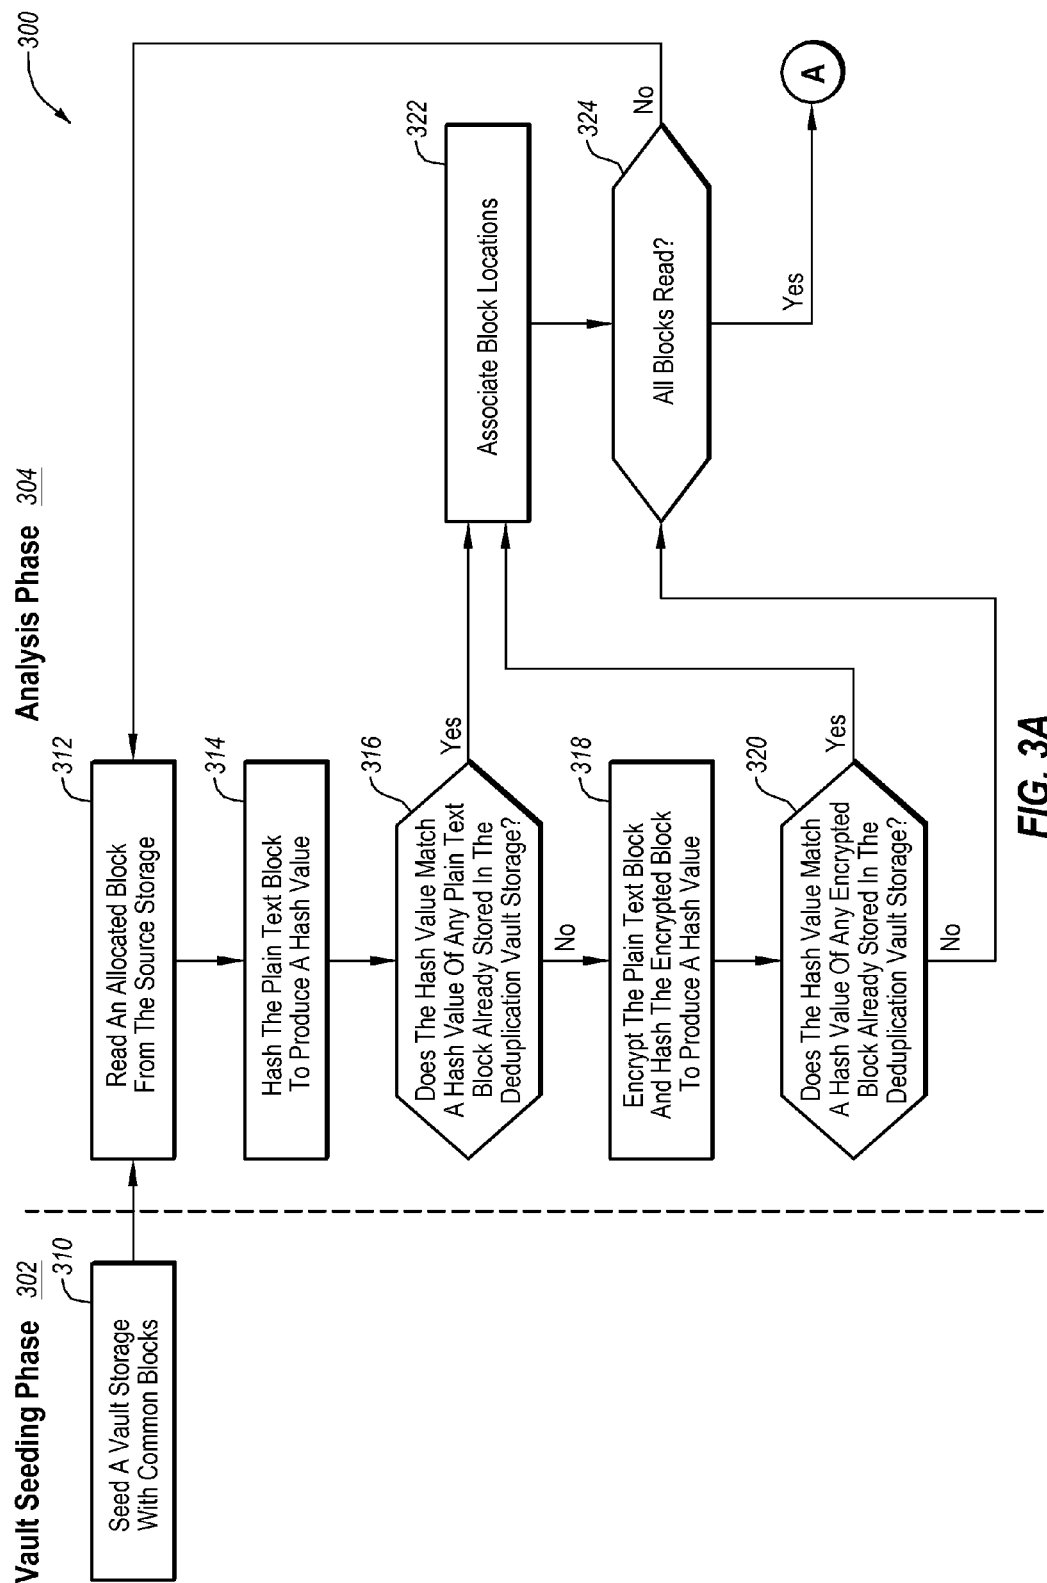 300
Vault Seeding Phase 302
310
Seed A Vault Storage
With Common Blocks
Analysis Phase 304
312
Read An Allocated Block
From The Source Storage
314
Hash The Plain Text Block
To Produce A Hash Value
316
Does The Hash Value Match
A Hash Value Of Any Plain Text
Block Already Stored In The
Deduplication Vault Storage?
Yes
No
318
Encrypt The Plain Text Block
And Hash The Encrypted Block
To Produce A Hash Value
320
Does The Hash Value Match
A Hash Value Of Any Encrypted
Block Already Stored In The
Deduplication Vault Storage?
Yes
No
322
Associate Block Locations
324
All Blocks Read?
No
Yes
A
FIG. 3A